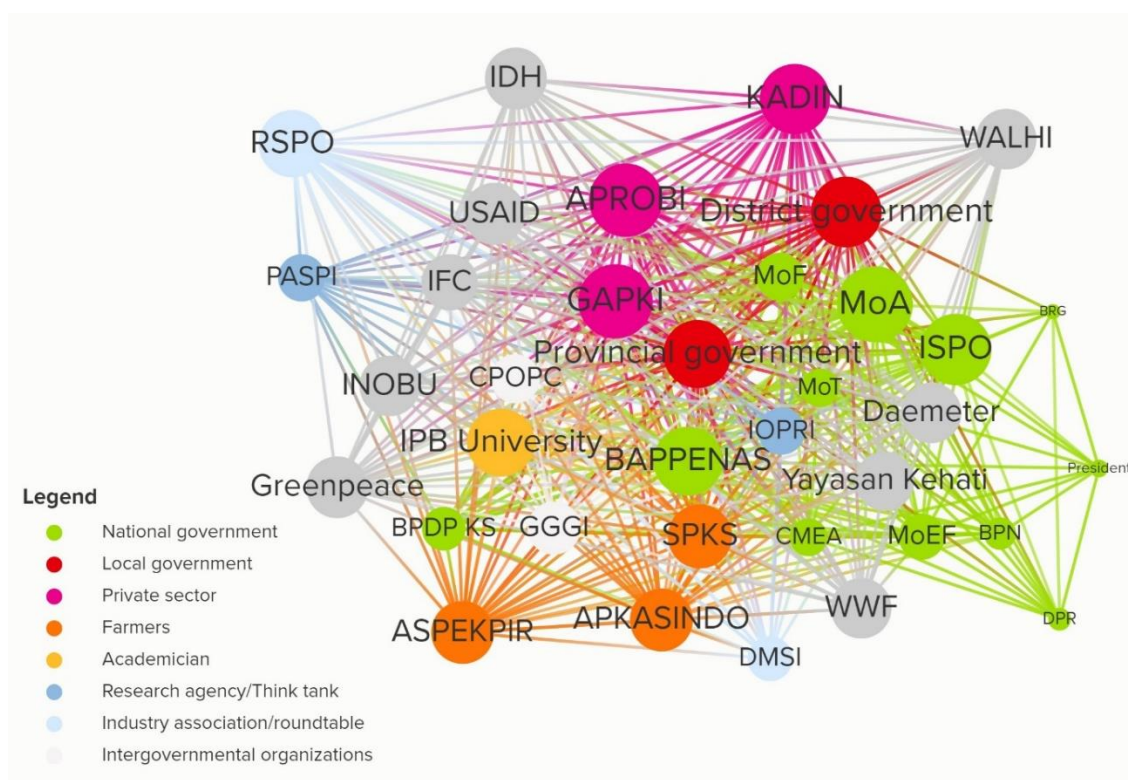 IDH
KADIN
RSPO
WALHI
USAID
APROBI
District government
PASPI
IFC
MoF
GAPKI
MoA
BRG
ISPO
Provincial government
INOBU
CPOPC
MoT
Daemeter
IPB University
IOPRI
BAPPENAS
President
Yayasan Kehati
Greenpeace
BPDP KS
GGGI
SPKS
CMEA
MoEF
BPN
ASPEKPIR
APKASINDO
WWF
DPR
DMSI
Legend
National government
Local government
Private sector
Farmers
Academician
Research agency/Think tank
Industry association/roundtable
Intergovernmental organizations